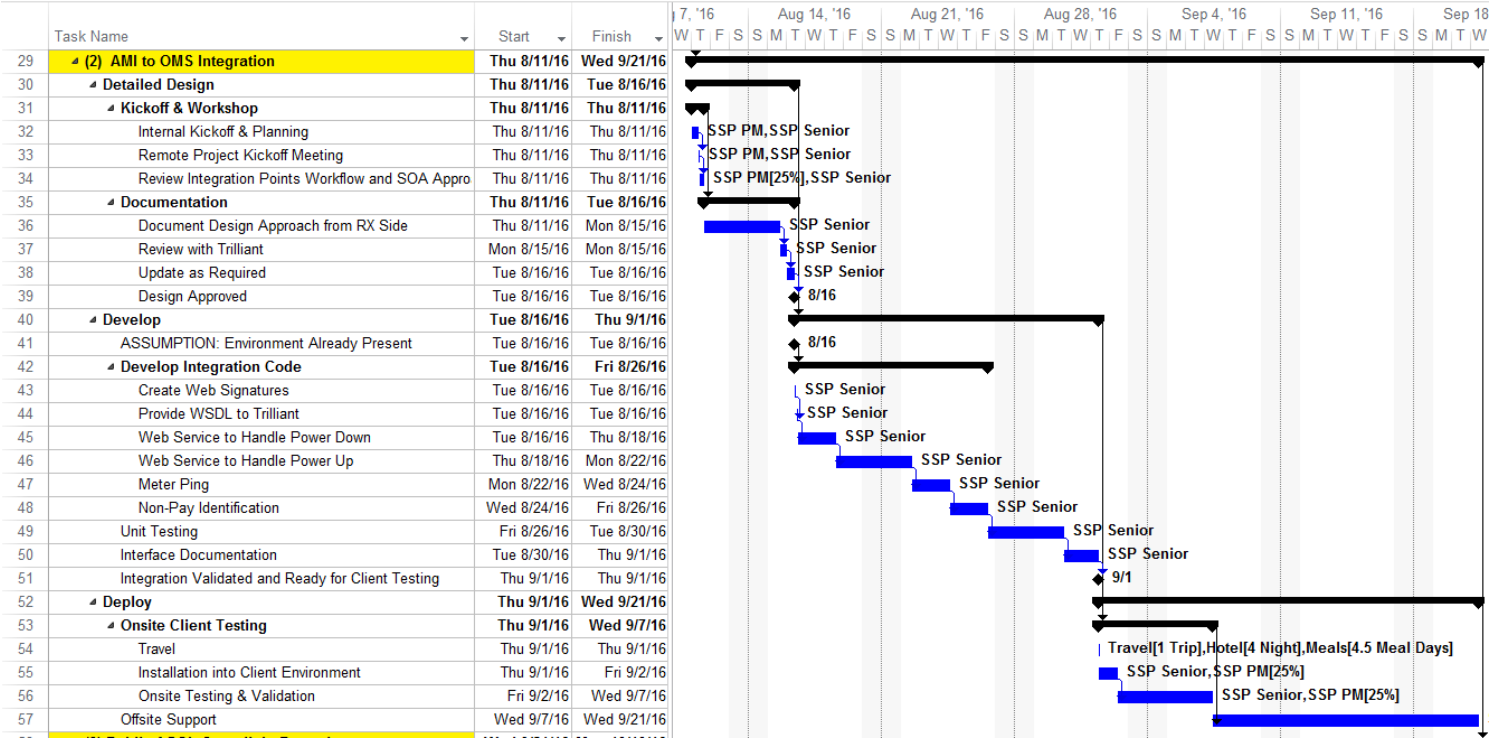 7, '16 Aug 14, '16 Aug 21, '16 Aug 28, '16 Sep 4, '16 Sep 11, '16 Sep 18
Task Name Start Finish W T F S S M T W T F S S M T W T F S S M T W T F S S M T W T F S S M T W T F S S M T W
29 (2) AMI to OMS Integration Thu 8/11/16 Wed 9/21/16
30 Detailed Design Thu 8/11/16 Tue 8/16/16
31 Kickoff & Workshop Thu 8/11/16 Thu 8/11/16
32 Internal Kickoff & Planning Thu 8/11/16 Thu 8/11/16 SSP PM,SSP Senior
33 Remote Project Kickoff Meeting Thu 8/11/16 Thu 8/11/16 SSP PM,SSP Senior
34 Review Integration Points Workflow and SOA Appro Thu 8/11/16 Thu 8/11/16 SSP PM[25%],SSP Senior
35 Documentation Thu 8/11/16 Tue 8/16/16
36 Document Design Approach from RX Side Thu 8/11/16 Mon 8/15/16 SSP Senior
37 Review with Trilliant Mon 8/15/16 Mon 8/15/16 SSP Senior
38 Update as Required Tue 8/16/16 Tue 8/16/16 SSP Senior
39 Design Approved Tue 8/16/16 Tue 8/16/16 8/16
40 Develop Tue 8/16/16 Thu 9/1/16
41 ASSUMPTION: Environment Already Present Tue 8/16/16 Tue 8/16/16 8/16
42 Develop Integration Code Tue 8/16/16 Fri 8/26/16
43 Create Web Signatures Tue 8/16/16 Tue 8/16/16 SSP Senior
44 Provide WSDL to Trilliant Tue 8/16/16 Tue 8/16/16 SSP Senior
45 Web Service to Handle Power Down Tue 8/16/16 Thu 8/18/16 SSP Senior
46 Web Service to Handle Power Up Thu 8/18/16 Mon 8/22/16 SSP Senior
47 Meter Ping Mon 8/22/16 Wed 8/24/16 SSP Senior
48 Non-Pay Identification Wed 8/24/16 Fri 8/26/16 SSP Senior
49 Unit Testing Fri 8/26/16 Tue 8/30/16 SSP Senior
50 Interface Documentation Tue 8/30/16 Thu 9/1/16 SSP Senior
51 Integration Validated and Ready for Client Testing Thu 9/1/16 Thu 9/1/16 9/1
52 Deploy Thu 9/1/16 Wed 9/21/16
53 Onsite Client Testing Thu 9/1/16 Wed 9/7/16
54 Travel Thu 9/1/16 Thu 9/1/16 Travel[1 Trip],Hotel[4 Night],Meals[4.5 Meal Days]
55 Installation into Client Environment Thu 9/1/16 Fri 9/2/16 SSP Senior,SSP PM[25%]
56 Onsite Testing & Validation Fri 9/2/16 Wed 9/7/16 SSP Senior,SSP PM[25%]
57 Offsite Support Wed 9/7/16 Wed 9/21/16